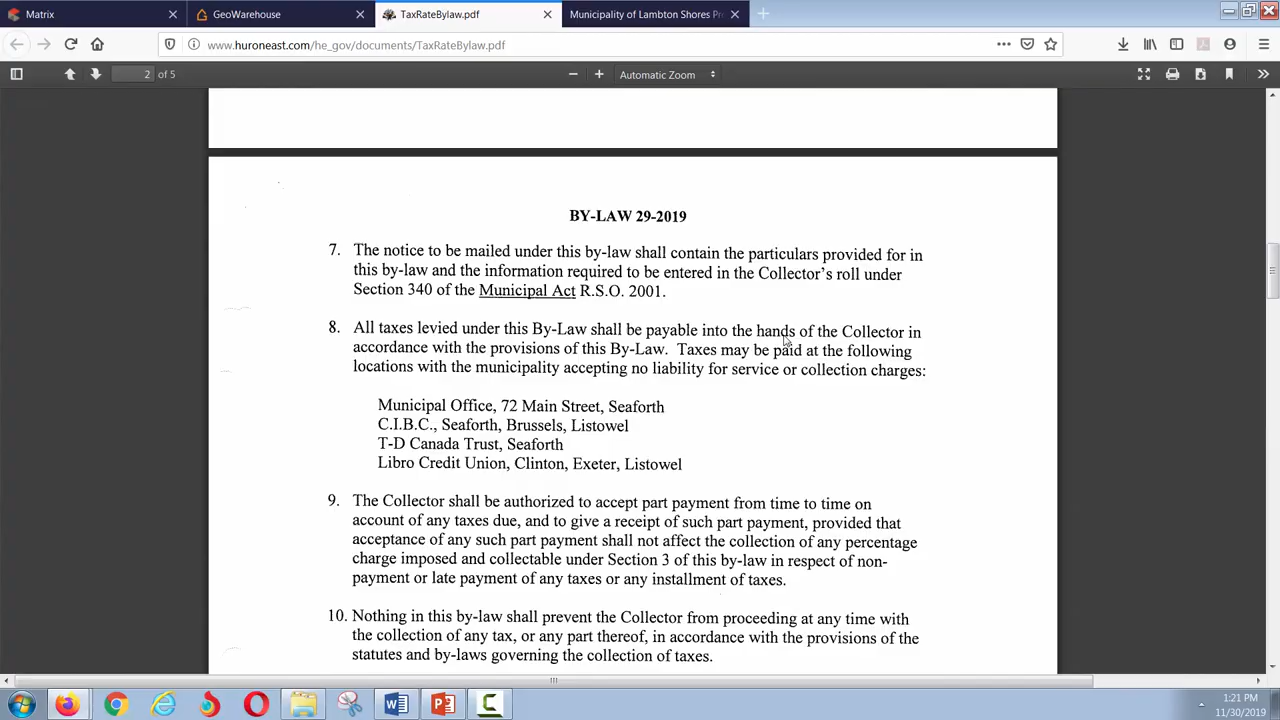 Matrix
GeoWarehouse
TaxRateBylaw.pdf
Municipality of Lambton Shores Pr
www.huroneast.com/he_gov/documents/TaxRateBylaw.pdf
2 of 5
Automatic Zoom
BY-LAW 29-2019
7. The notice to be mailed under this by-law shall contain the particulars provided for in
this by-law and the information required to be entered in the Collector's roll under
Section 340 of the Municipal Act R.S.O. 2001.
8. All taxes levied under this By-Law shall be payable into the hands of the Collector in
accordance with the provisions of this By-Law. Taxes may be paid at the following
locations with the municipality accepting no liability for service or collection charges:
Municipal Office, 72 Main Street, Seaforth
C.I.B.C., Seaforth, Brussels, Listowel
T-D Canada Trust, Seaforth
Libro Credit Union, Clinton, Exeter, Listowel
9. The Collector shall be authorized to accept part payment from time to time on
account of any taxes due, and to give a receipt of such part payment, provided that
acceptance of any such part payment shall not affect the collection of any percentage
charge imposed and collectable under Section 3 of this by-law in respect of non-
payment or late payment of any taxes or any installment of taxes.
10. Nothing in this by-law shall prevent the Collector from proceeding at any time with
the collection of any tax, or any part thereof, in accordance with the provisions of the
statutes and by-laws governing the collection of taxes.
1:21 PM
11/30/2019